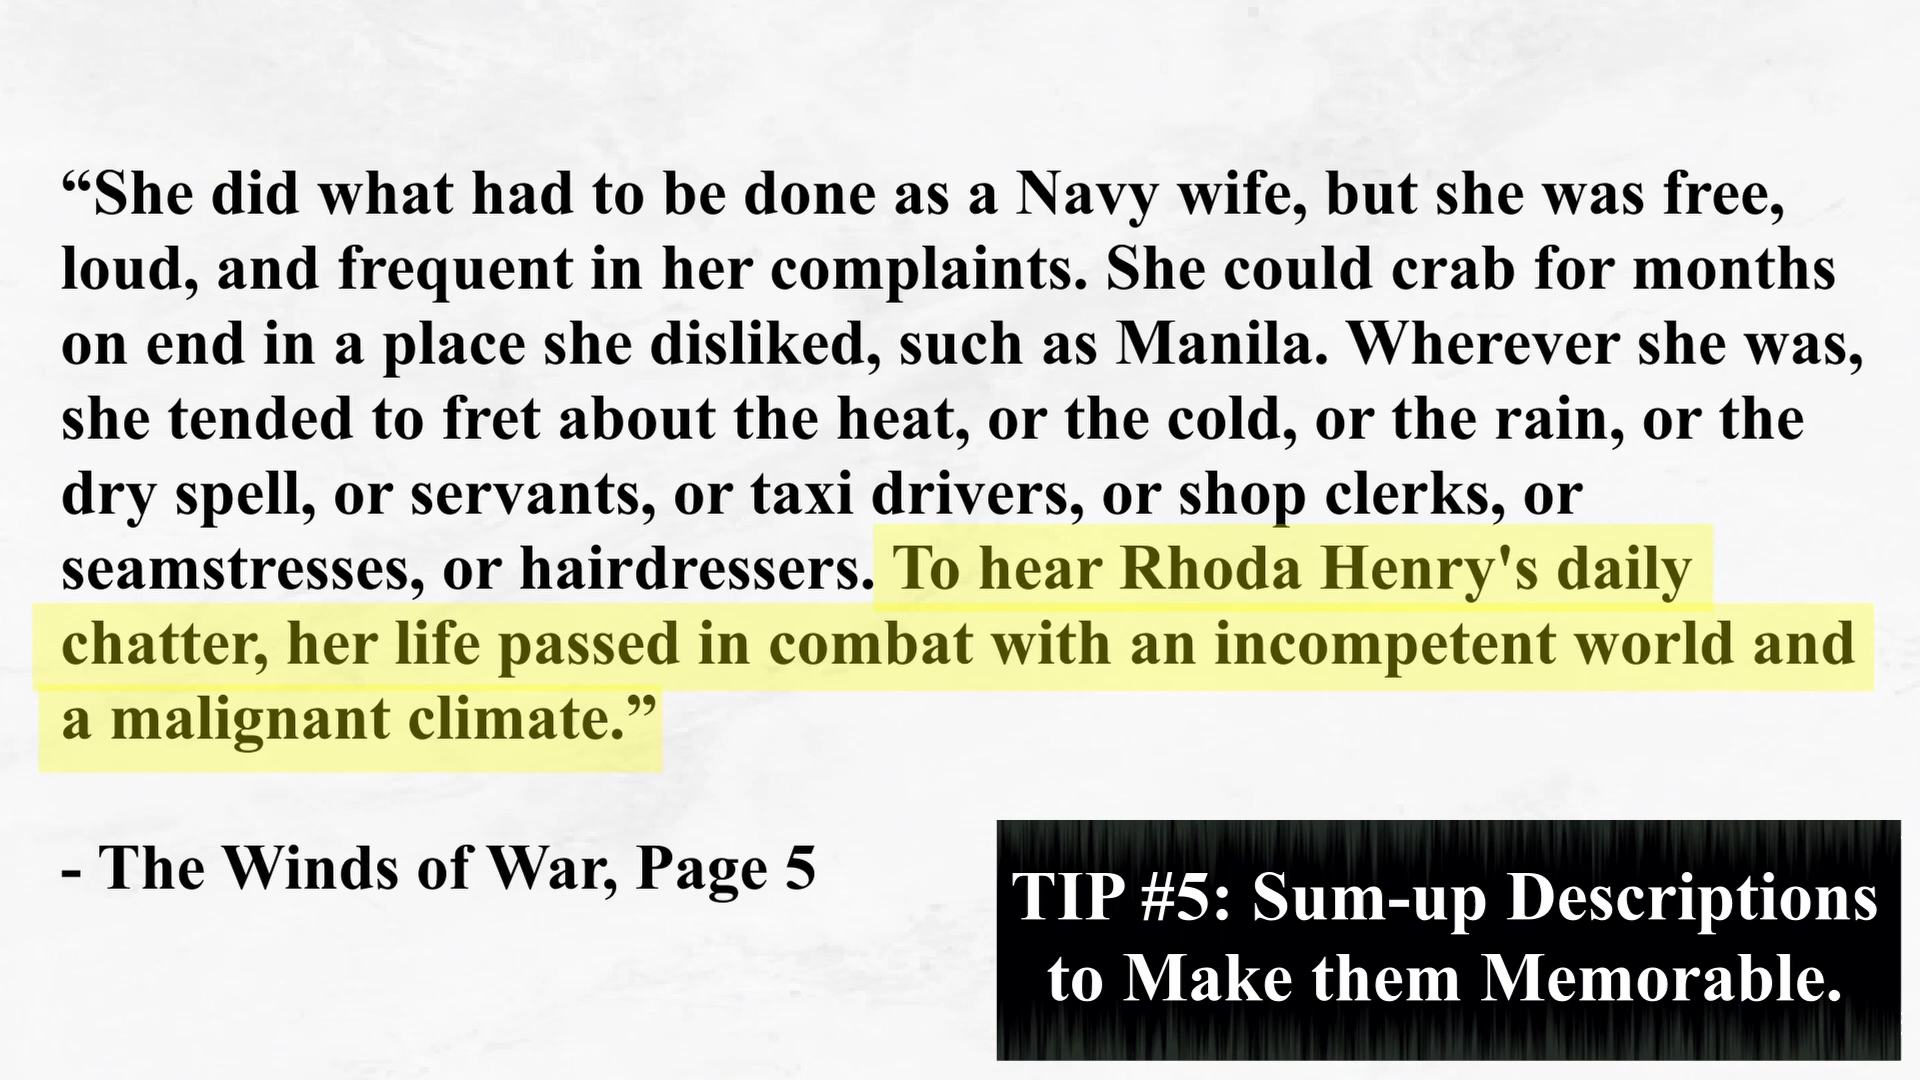 “She did what had to be done as a Navy wife, but she was free,
loud, and frequent in her complaints. She could crab for months
on end in a place she disliked, such as Manila. Wherever she was,
she tended to fret about the heat, or the cold, or the rain, or the
dry spell, or servants, or taxi drivers, or shop clerks, or
seamstresses, or hairdressers. To hear Rhoda Henry's daily
chatter, her life passed in combat with an incompetent world and
a malignant climate.”
- The Winds of War, Page 5
TIP #5: Sum-up Descriptions
to Make them Memorable.